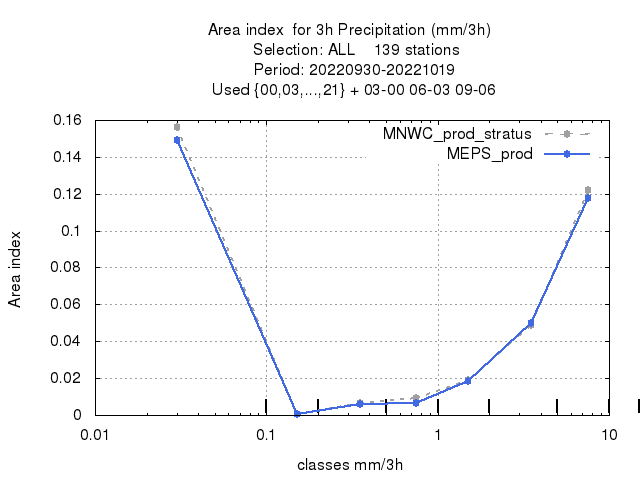 Area index  for 3h Precipitation (mm/3h)
Selection: ALL    139 stations
Period: 20220930-20221019
Used {00,03,...,21} + 03-00 06-03 09-06
MNWC_prod_stratus
MEPS_prod
Area index
0.16
0.14
0.12
0.1
0.08
0.06
0.04
0.02
0
0.01 0.1 1 10
classes mm/3h